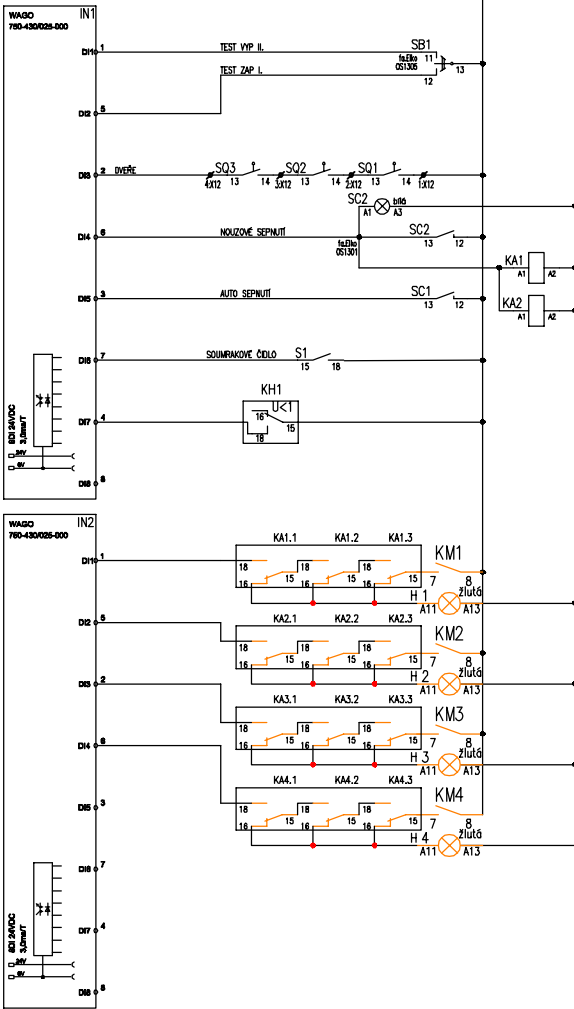 WAGO
750-430/025-000
IN1
DI1 1
TEST VYP II.
SB1
fa.Elko
OS1305
11
13
12
TEST ZAP I.
DI2 5
DI3 2
DVEŘE
SQ3
SQ2
SQ1
4:X12 13 14 3:X12 13 14 2:X12 13 14 1:X12
SC2
bílá
A1 A3
DI4 6
NOUZOVÉ SEPNUTÍ
fa.Elko
OS1301
SC2
13 12
KA1
A1 A2
KA2
A1 A2
DI5 3
AUTO SEPNUTÍ
SC1
13 12
DI6 7
SOUMRAKOVÉ ČIDLO
S1
15 18
KH1
U<1
16
15
18
DI7 4
8DI 24VDC
3,0ms/T
24V
0V
DI8 8
WAGO
750-430/025-000
IN2
DI1 1
KA1.1 KA1.2 KA1.3
KM1
18 18 18
16 15 16 15 16 15
7 8
H 1
žlutá
A11 A13
DI2 5
KA2.1 KA2.2 KA2.3
KM2
18 18 18
16 15 16 15 16 15
7 8
H 2
žlutá
A11 A13
DI3 2
KA3.1 KA3.2 KA3.3
KM3
18 18 18
16 15 16 15 16 15
7 8
H 3
žlutá
A11 A13
DI4 6
KA4.1 KA4.2 KA4.3
KM4
18 18 18
16 15 16 15 16 15
7 8
H 4
žlutá
A11 A13
DI5 3
DI6 7
DI7 4
8DI 24VDC
3,0ms/T
24V
0V
DI8 8